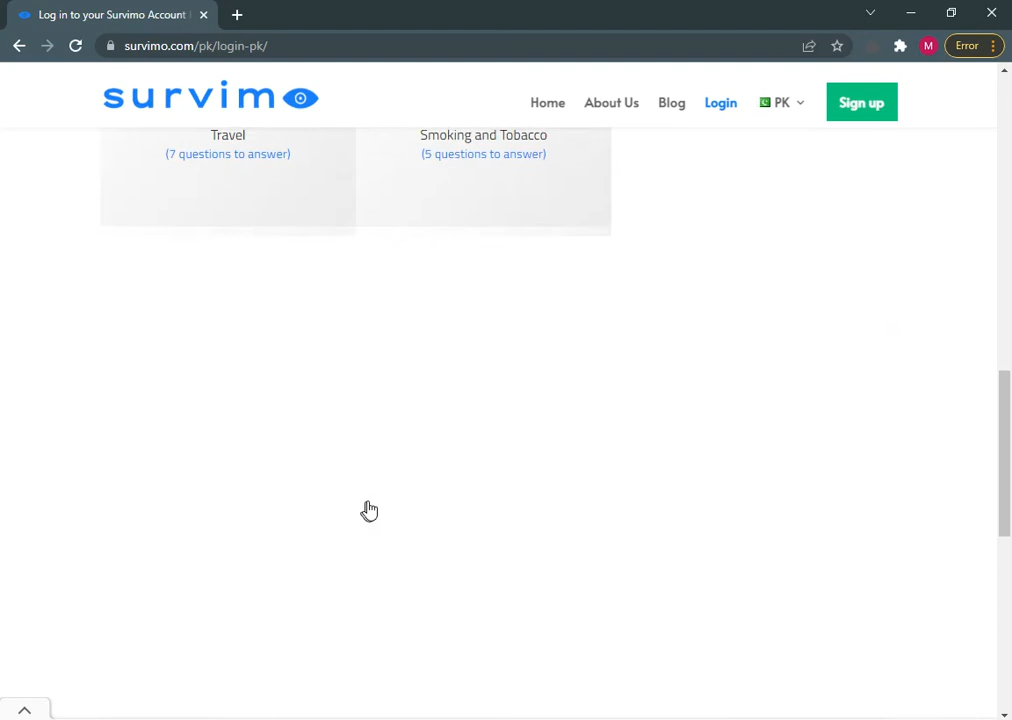 Log in to your Survimo Account
survimo.com/pk/login-pk/
M
Error
survimo
Home
About Us
Blog
Login
PK
Sign up
Travel
Smoking and Tobacco
(7 questions to answer)
(5 questions to answer)